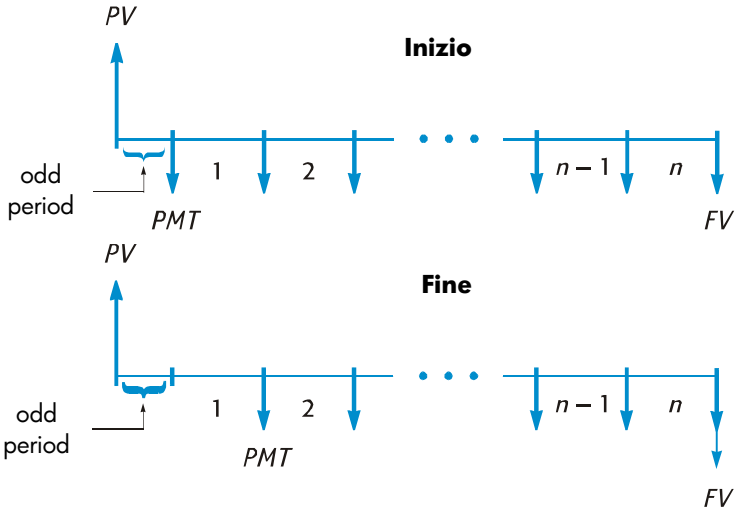 PV
Inizio
1
2
n – 1
n
odd
period
PMT
FV
PV
Fine
1
2
n – 1
n
odd
period
PMT
FV